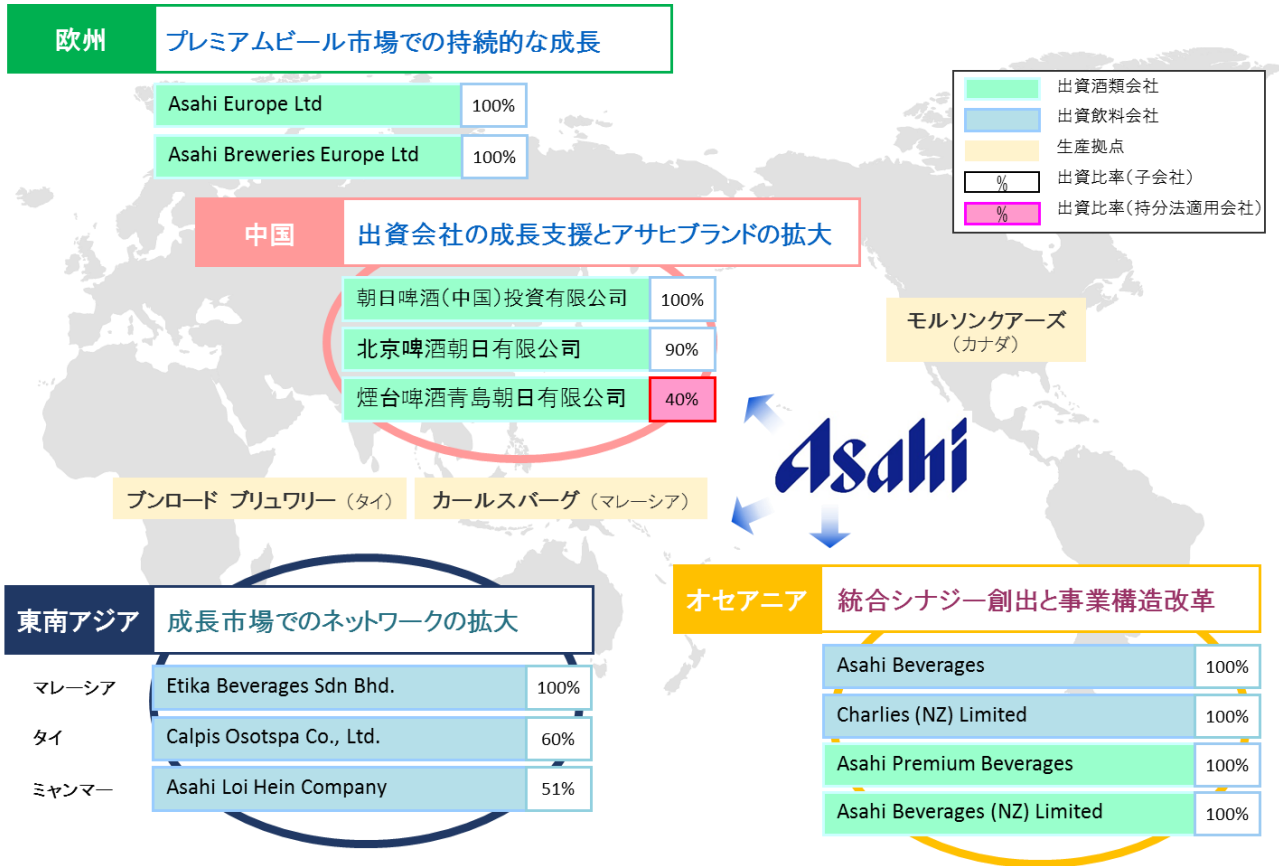 欧州 プレミアムビール市場での持続的な成長
Asahi Europe Ltd 100%
Asahi Breweries Europe Ltd 100%
出資酒類会社
出資飲料会社
生産拠点
% 出資比率(子会社)
% 出資比率(持分法適用会社)
中国 出資会社の成長支援とアサヒブランドの拡大
朝日啤酒(中国)投資有限公司 100%
北京啤酒朝日有限公司 90%
煙台啤酒青島朝日有限公司 40%
モルソンクアーズ
(カナダ)
Asahi
ブンロード ブリュワリー (タイ)
カールスバーグ (マレーシア)
東南アジア 成長市場でのネットワークの拡大
マレーシア Etika Beverages Sdn Bhd. 100%
タイ Calpis Osotspa Co., Ltd. 60%
ミャンマー Asahi Loi Hein Company 51%
オセアニア 統合シナジー創出と事業構造改革
Asahi Beverages 100%
Charlies (NZ) Limited 100%
Asahi Premium Beverages 100%
Asahi Beverages (NZ) Limited 100%